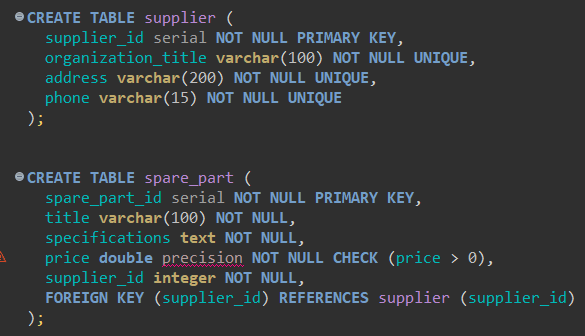 CREATE TABLE supplier (
supplier_id serial NOT NULL PRIMARY KEY,
organization_title varchar(100) NOT NULL UNIQUE,
address varchar(200) NOT NULL UNIQUE,
phone varchar(15) NOT NULL UNIQUE
);
CREATE TABLE spare_part (
spare_part_id serial NOT NULL PRIMARY KEY,
title varchar(100) NOT NULL,
specifications text NOT NULL,
price double precision NOT NULL CHECK (price > 0),
supplier_id integer NOT NULL,
FOREIGN KEY (supplier_id) REFERENCES supplier (supplier_id)
);